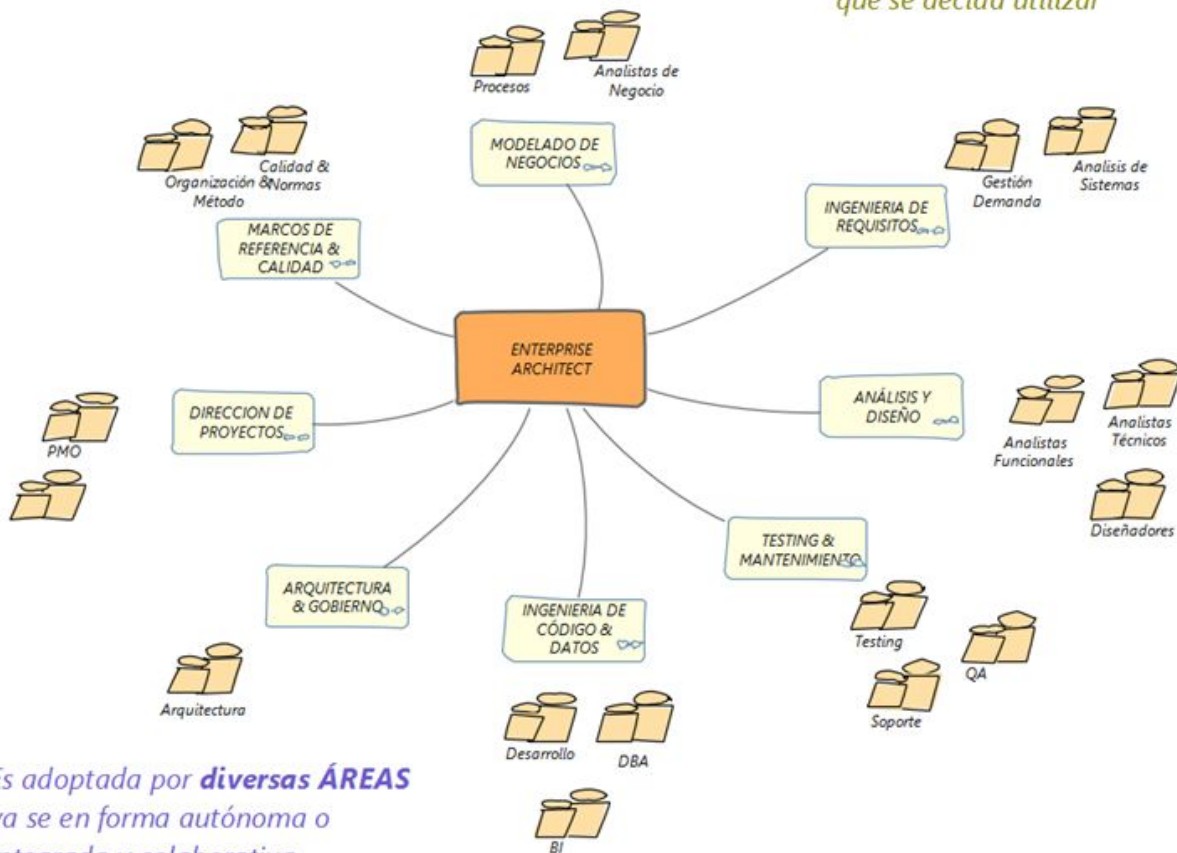 que se decida utilizar
Procesos
Analistas de
Negocio
MODELADO DE
NEGOCIOS
Organización &
Método
Calidad &
Normas
MARCOS DE
REFERENCIA &
CALIDAD
Gestión
Demanda
Analisis de
Sistemas
INGENIERIA DE
REQUISITOS
ENTERPRISE
ARCHITECT
DIRECCION DE
PROYECTOS
PMO
ANÁLISIS Y
DISEÑO
Analistas
Funcionales
Analistas
Técnicos
Diseñadores
TESTING &
MANTENIMIENTO
Testing
QA
Soporte
ARQUITECTURA
& GOBIERNO
Arquitectura
INGENIERIA DE
CÓDIGO &
DATOS
Desarrollo
DBA
BI
adoptada por diversas ÁREAS
ya se en forma autónoma o
y colaborativa